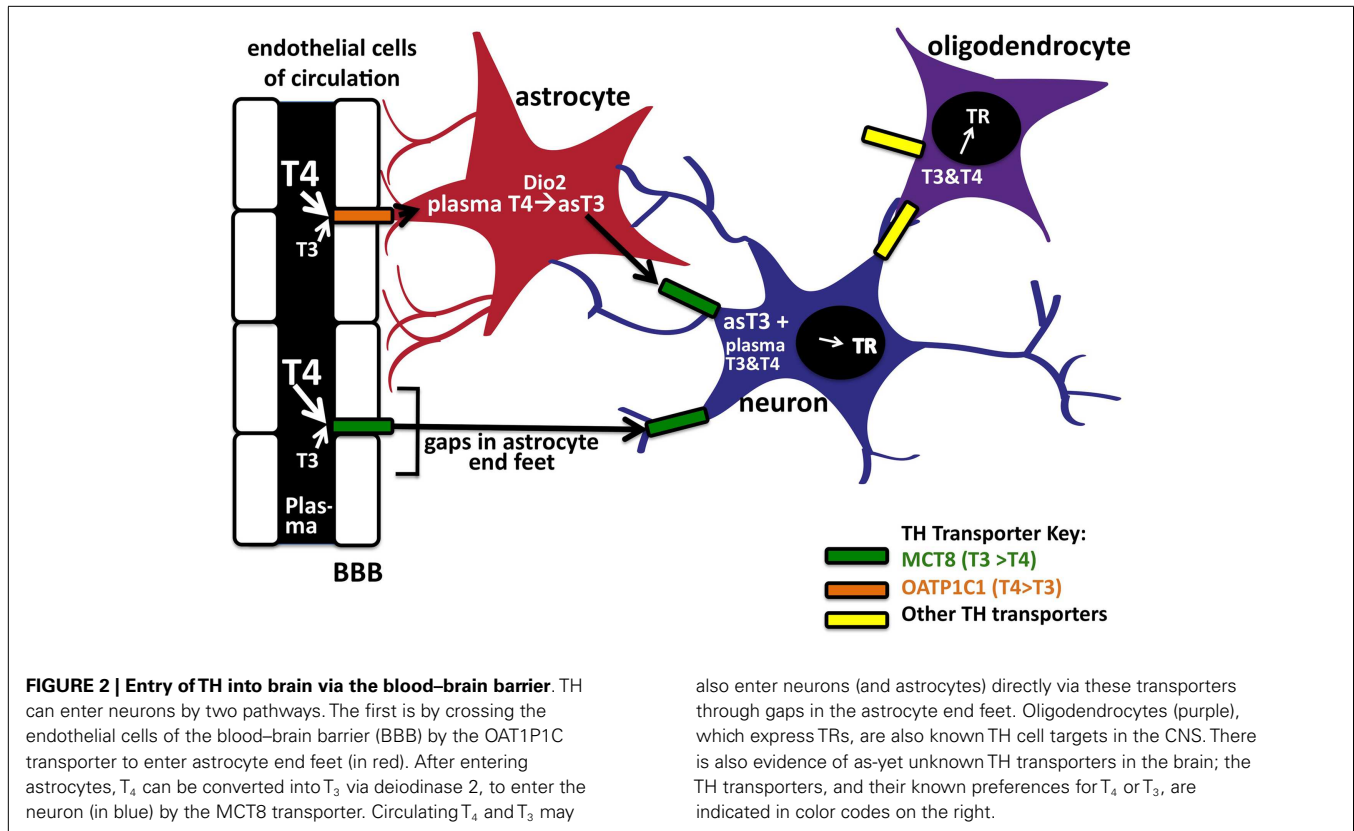 endothelial cells
of circulation
astrocyte
oligodendrocyte
TR
T3&T4
T4
T3
Dio2
plasma T4→asT3
asT3 +
plasma
T3&T4
TR
neuron
T4
T3
gaps in astrocyte
end feet
Plas-
ma
BBB
TH Transporter Key:
MCT8 (T3 >T4)
OATP1C1 (T4>T3)
Other TH transporters
FIGURE 2 | Entry of TH into brain via the blood–brain barrier. TH
can enter neurons by two pathways. The first is by crossing the
endothelial cells of the blood–brain barrier (BBB) by the OAT1P1C
transporter to enter astrocyte end feet (in red). After entering
astrocytes, T₄ can be converted into T₃ via deiodinase 2, to enter the
neuron (in blue) by the MCT8 transporter. Circulating T₄ and T₃ may
also enter neurons (and astrocytes) directly via these transporters
through gaps in the astrocyte end feet. Oligodendrocytes (purple),
which express TRs, are also known TH cell targets in the CNS. There
is also evidence of as-yet unknown TH transporters in the brain; the
TH transporters, and their known preferences for T₄ or T₃, are
indicated in color codes on the right.